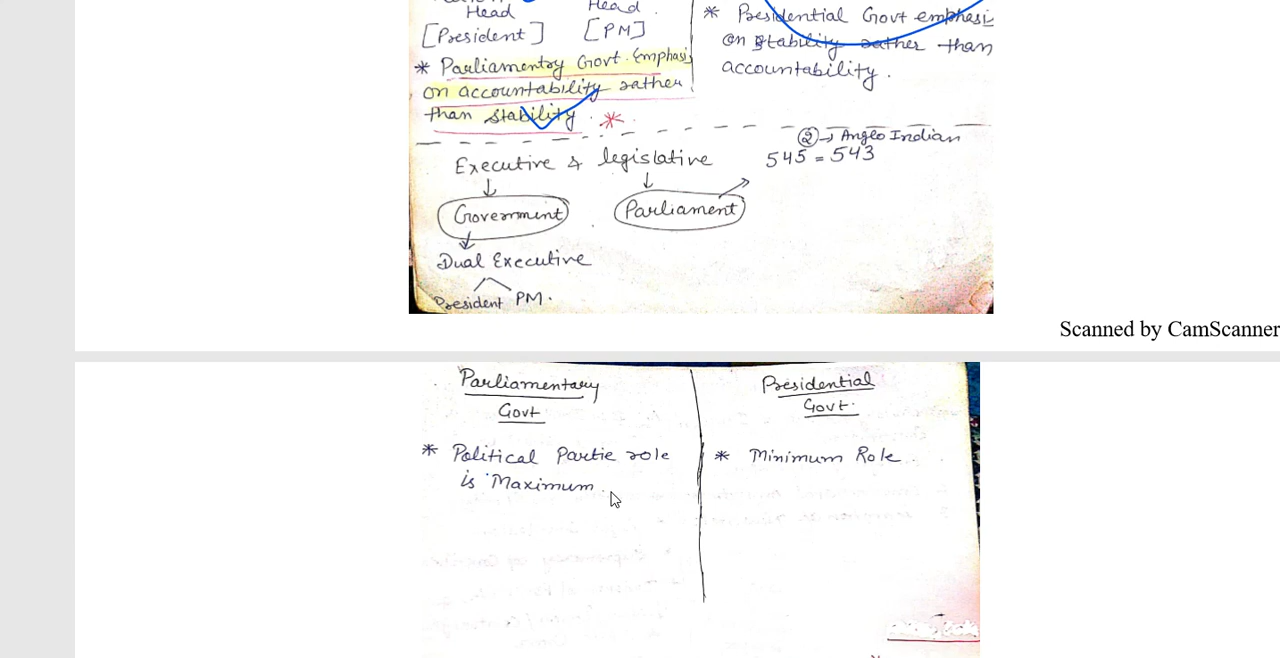 Head
Head.
[President]
[PM]
* Parliamentary Govt. Emphasis
on accountability rather
than stability. *
* Presidential Govt emphasi
on stability rather than
accountability.
② → Anglo Indian
545 = 543
Executive & legislative
↓ ↓
Government Parliament
↓
Dual Executive
President PM.
Scanned by CamScanner
Parliamentary
Govt
* Political Partie role
is Maximum.
Presidential
Govt.
* Minimum Role.